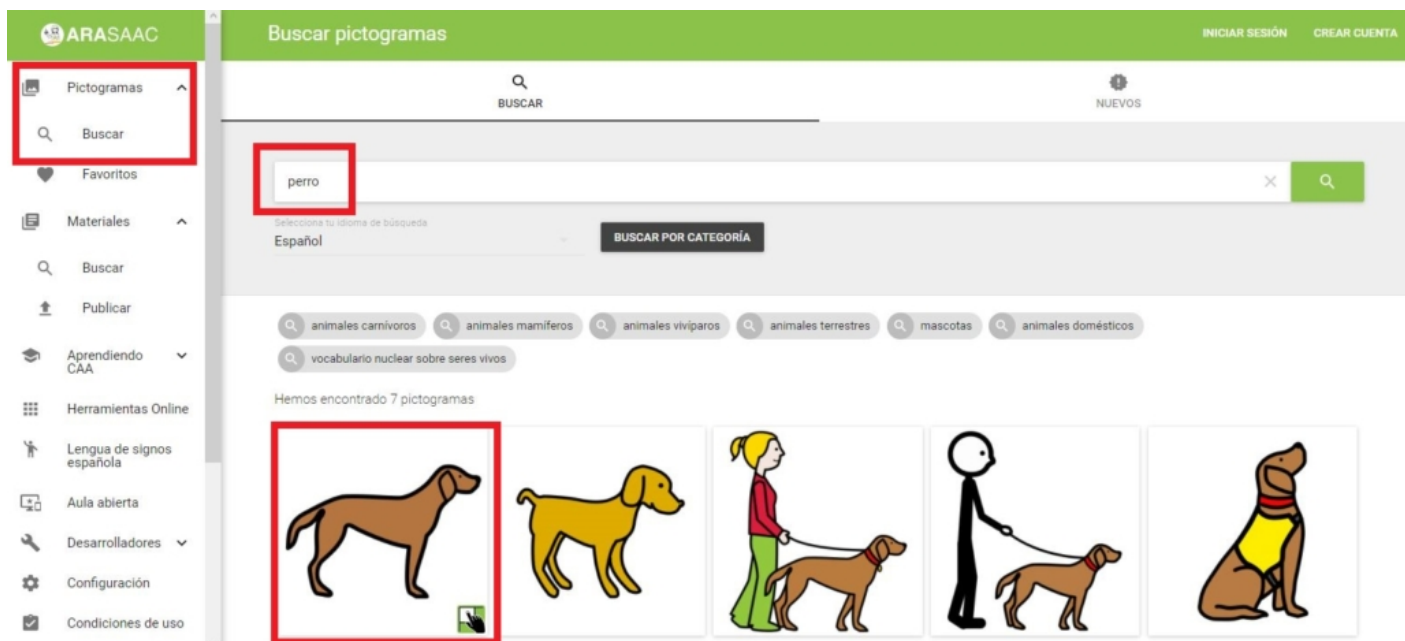 ARASAAC
Buscar pictogramas
INICIAR SESIÓN
CREAR CUENTA
Pictogramas
Buscar
Favoritos
Materiales
Buscar
Publicar
Aprendiendo
CAA
Herramientas Online
Lengua de signos
española
Aula abierta
Desarrolladores
Configuración
Condiciones de uso
BUSCAR
NUEVOS
perro
Selecciona tu idioma de búsqueda
Español
BUSCAR POR CATEGORÍA
animales carnívoros
animales mamíferos
animales vivíparos
animales terrestres
mascotas
animales domésticos
vocabulario nuclear sobre seres vivos
Hemos encontrado 7 pictogramas